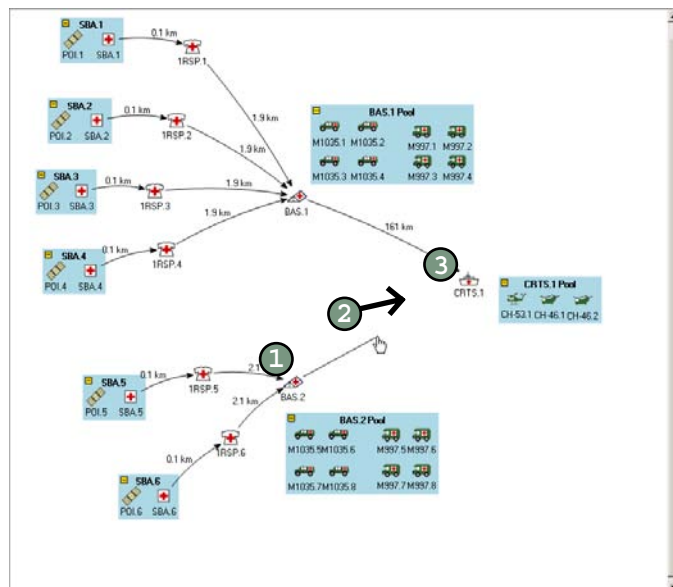 SBA.1
POI.1 SBA.1
0.1 km
1RSP.1
1.9 km
SBA.2
POI.2 SBA.2
0.1 km
1RSP.2
1.9 km
BAS.1 Pool
M1035.1 M1035.2 M997.1 M997.2
M1035.3 M1035.4 M997.3 M997.4
SBA.3
POI.3 SBA.3
0.1 km
1RSP.3
1.9 km
BAS.1
SBA.4
POI.4 SBA.4
0.1 km
1RSP.4
1.9 km
161 km
3
CRTS.1
CRTS.1 Pool
CH-53.1 CH-46.1 CH-46.2
2
1
SBA.5
POI.5 SBA.5
0.1 km
1RSP.5
2.1
BAS.2
2.1 km
BAS.2 Pool
M1035.5 M1035.6 M997.5 M997.6
M1035.7 M1035.8 M997.7 M997.8
1RSP.6
0.1 km
SBA.6
POI.6 SBA.6